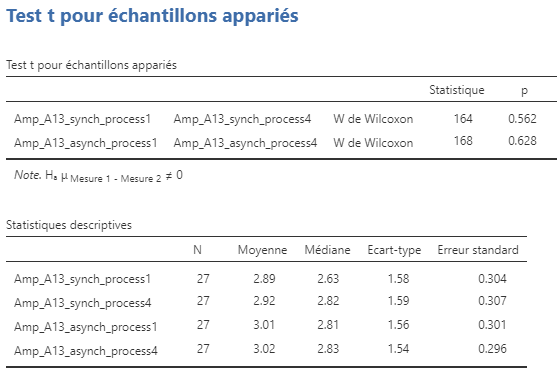 Test t pour échantillons appariés
Test t pour échantillons appariés
Statistique p
Amp_A13_synch_process1 Amp_A13_synch_process4 W de Wilcoxon 164 0.562
Amp_A13_asynch_process1 Amp_A13_asynch_process4 W de Wilcoxon 168 0.628
Note. Hₐ μ Mesure 1 - Mesure 2 ≠ 0
Statistiques descriptives
N Moyenne Médiane Ecart-type Erreur standard
Amp_A13_synch_process1 27 2.89 2.63 1.58 0.304
Amp_A13_synch_process4 27 2.92 2.82 1.59 0.307
Amp_A13_asynch_process1 27 3.01 2.81 1.56 0.301
Amp_A13_asynch_process4 27 3.02 2.83 1.54 0.296